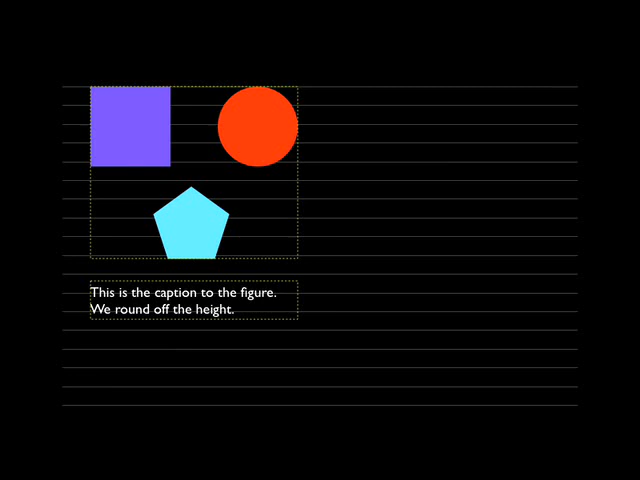 This is the caption to the figure.
We round off the height.